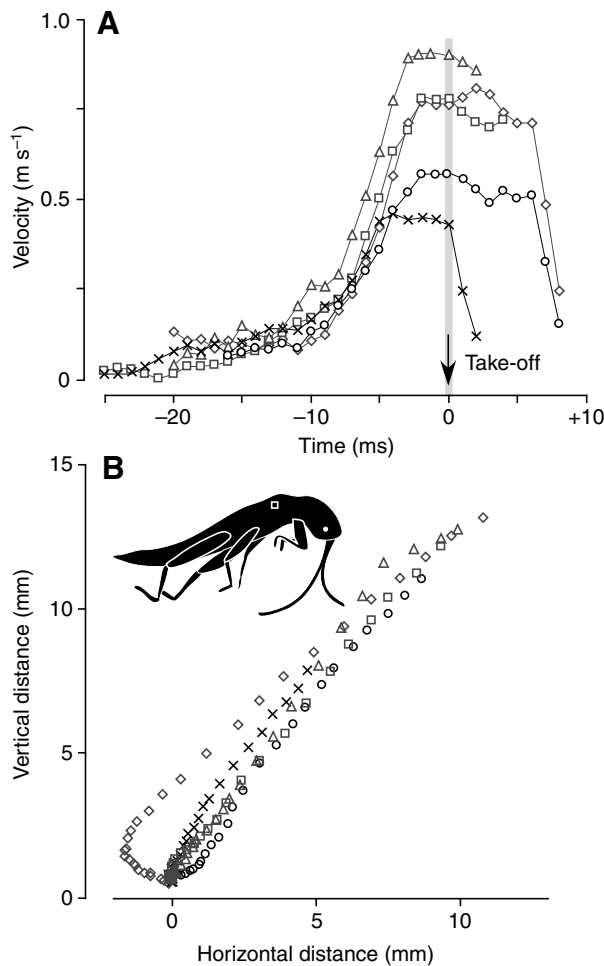 A
1.0
0.5
0
Velocity (m s⁻¹)
Take-off
–20
–10
0
+10
Time (ms)
B
15
10
5
0
Vertical distance (mm)
0
5
10
Horizontal distance (mm)